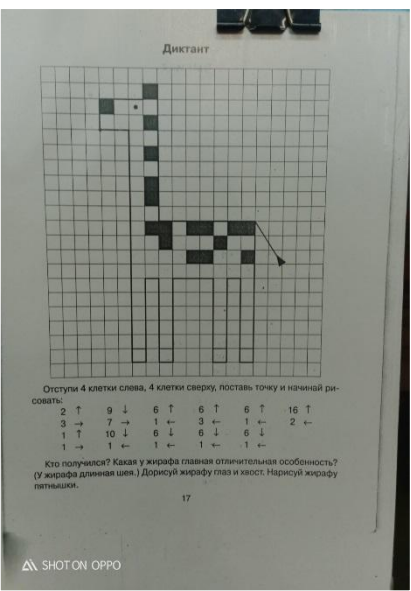 Диктант
Отступи 4 клетки слева, 4 клетки сверху, поставь точку и начинай ри-
совать:
2 ↑ 9 ↓ 6 ↑ 6 ↑ 6 ↑ 16 ↑
3 → 7 → 1 ← 3 ← 1 ← 2 ←
1 ↑ 10 ↓ 6 ↓ 6 ↓ 6 ↓
1 → 1 ← 1 ← 1 ← 1 ←
Кто получился? Какая у жирафа главная отличительная особенность?
(У жирафа длинная шея.) Дорисуй жирафу глаз и хвост. Нарисуй жирафу
пятнышки.
17
SHOT ON OPPO